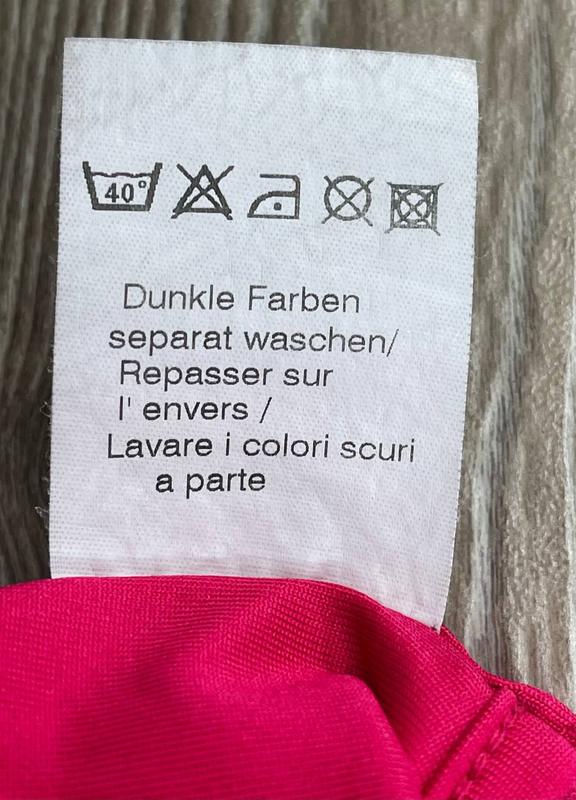 40°
Dunkle Farben
separat waschen/
Repasser sur
l' envers /
Lavare i colori scuri
a parte